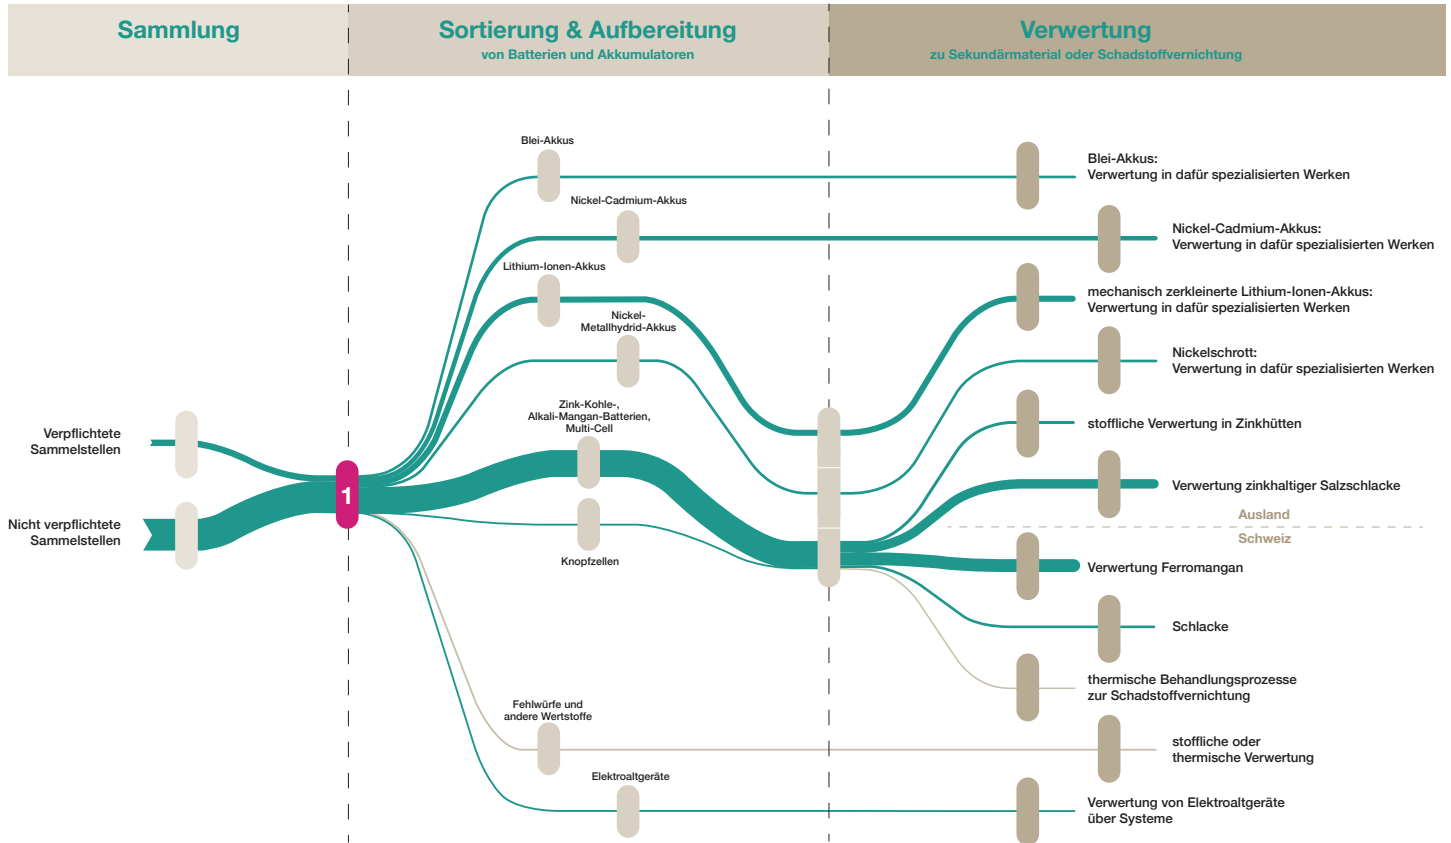 Sammlung
Sortierung & Aufbereitung
von Batterien und Akkumulatoren
Verwertung
zu Sekundärmaterial oder Schadstoffvernichtung
Verpflichtete
Sammelstellen
Nicht verpflichtete
Sammelstellen
1
Blei-Akkus
Nickel-Cadmium-Akkus
Lithium-Ionen-Akkus
Nickel-
Metallhydrid-Akkus
Zink-Kohle-,
Alkali-Mangan-Batterien,
Multi-Cell
Knopfzellen
Fehlwürfe und
andere Wertstoffe
Elektroaltgeräte
Blei-Akkus:
Verwertung in dafür spezialisierten Werken
Nickel-Cadmium-Akkus:
Verwertung in dafür spezialisierten Werken
mechanisch zerkleinerte Lithium-Ionen-Akkus:
Verwertung in dafür spezialisierten Werken
Nickelschrott:
Verwertung in dafür spezialisierten Werken
stoffliche Verwertung in Zinkhütten
Verwertung zinkhaltiger Salzschlacke
Ausland
Schweiz
Verwertung Ferromangan
Schlacke
thermische Behandlungsprozesse
zur Schadstoffvernichtung
stoffliche oder
thermische Verwertung
Verwertung von Elektroaltgeräte
über Systeme